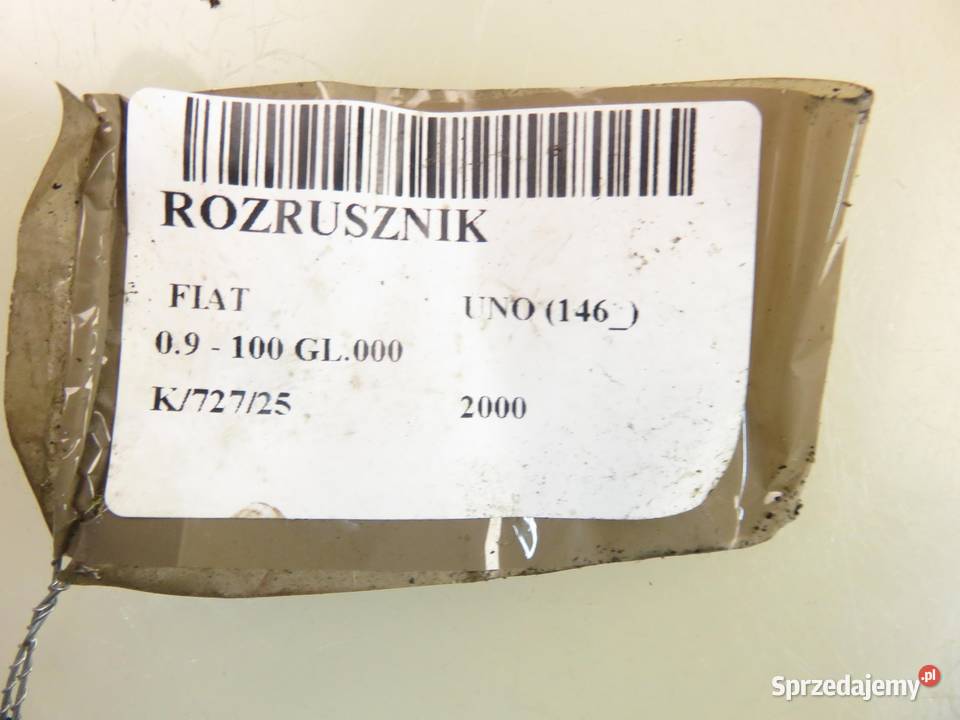 ROZRUSZNIK
FIAT UNO (146_)
0.9 - 100 GL.000
K/727/25 2000
Sprzedajemy.pl